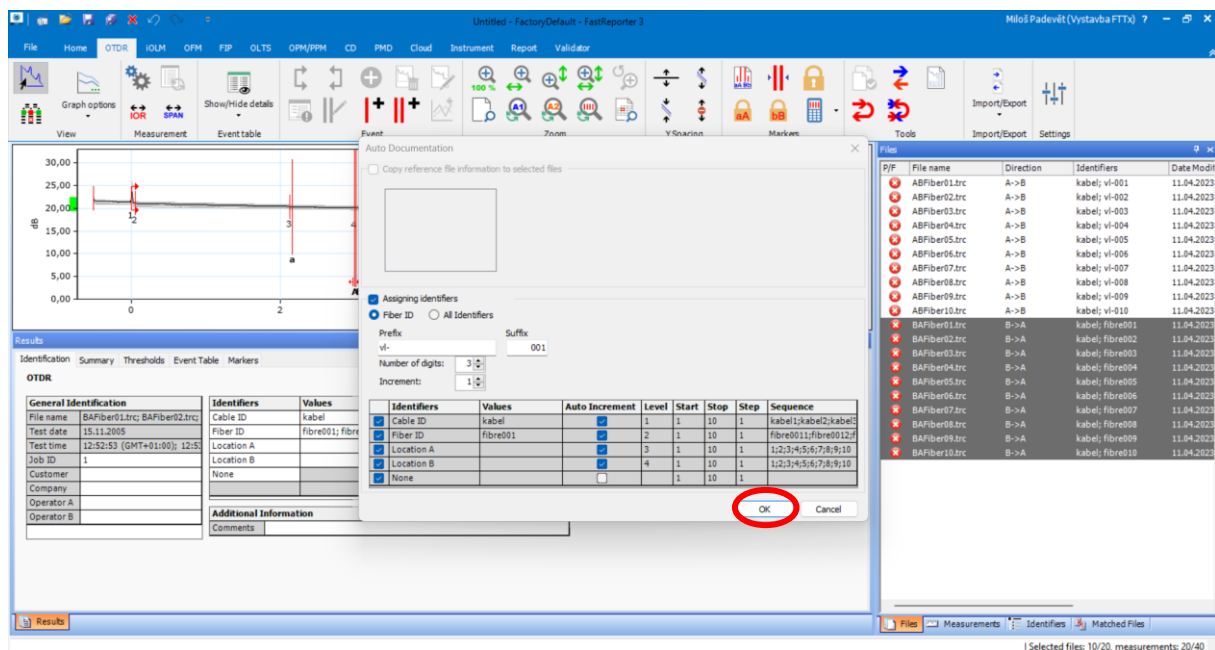 Untitled - FactoryDefault - FastReporter 3
Miloš Padevět (Vystavba FTTx) ?
File Home OTDR iOLM OFM FIP OLTS OPM/PPM CD PMD Cloud Instrument Report Validator
Graph options
IOR
SPAN
Show/Hide details
100 %
A1
A2
aA
bB
Import/Export
View Measurement Event table Event Zoom Y Spacing Markers Tools Import/Export Settings
30,00
25,00
20,00
15,00
10,00
5,00
0,00
dB
1
2
3
4
a
A
0
2
Auto Documentation
Copy reference file information to selected files
Assigning identifiers
Fiber ID All Identifiers
Prefix Suffix
vl- 001
Number of digits: 3
Increment: 1
Identifiers Values Auto Increment Level Start Stop Step Sequence
Cable ID kabel 1 1 10 1 kabel1;kabel2;kabel3
Fiber ID fibre001 2 1 10 1 fibre0011;fibre0012;f
Location A 3 1 10 1 1;2;3;4;5;6;7;8;9;10
Location B 4 1 10 1 1;2;3;4;5;6;7;8;9;10
None 1 10 1
OK Cancel
Results
Identification Summary Thresholds Event Table Markers
OTDR
General Identification
File name BAFiber01.trc; BAFiber02.trc;
Test date 15.11.2005
Test time 12:52:53 (GMT+01:00); 12:5
Job ID 1
Customer
Company
Operator A
Operator B
Identifiers Values
Cable ID kabel
Fiber ID fibre001; fibre
Location A
Location B
None
Additional Information
Comments
Results
Files
P/F File name Direction Identifiers Date Modif
ABFiber01.trc A->B kabel; vl-001 11.04.2023
ABFiber02.trc A->B kabel; vl-002 11.04.2023
ABFiber03.trc A->B kabel; vl-003 11.04.2023
ABFiber04.trc A->B kabel; vl-004 11.04.2023
ABFiber05.trc A->B kabel; vl-005 11.04.2023
ABFiber06.trc A->B kabel; vl-006 11.04.2023
ABFiber07.trc A->B kabel; vl-007 11.04.2023
ABFiber08.trc A->B kabel; vl-008 11.04.2023
ABFiber09.trc A->B kabel; vl-009 11.04.2023
ABFiber10.trc A->B kabel; vl-010 11.04.2023
BAFiber01.trc B->A kabel; fibre001 11.04.2023
BAFiber02.trc B->A kabel; fibre002 11.04.2023
BAFiber03.trc B->A kabel; fibre003 11.04.2023
BAFiber04.trc B->A kabel; fibre004 11.04.2023
BAFiber05.trc B->A kabel; fibre005 11.04.2023
BAFiber06.trc B->A kabel; fibre006 11.04.2023
BAFiber07.trc B->A kabel; fibre007 11.04.2023
BAFiber08.trc B->A kabel; fibre008 11.04.2023
BAFiber09.trc B->A kabel; fibre009 11.04.2023
BAFiber10.trc B->A kabel; fibre010 11.04.2023
Files Measurements Identifiers Matched Files
| Selected files: 10/20, measurements: 20/40